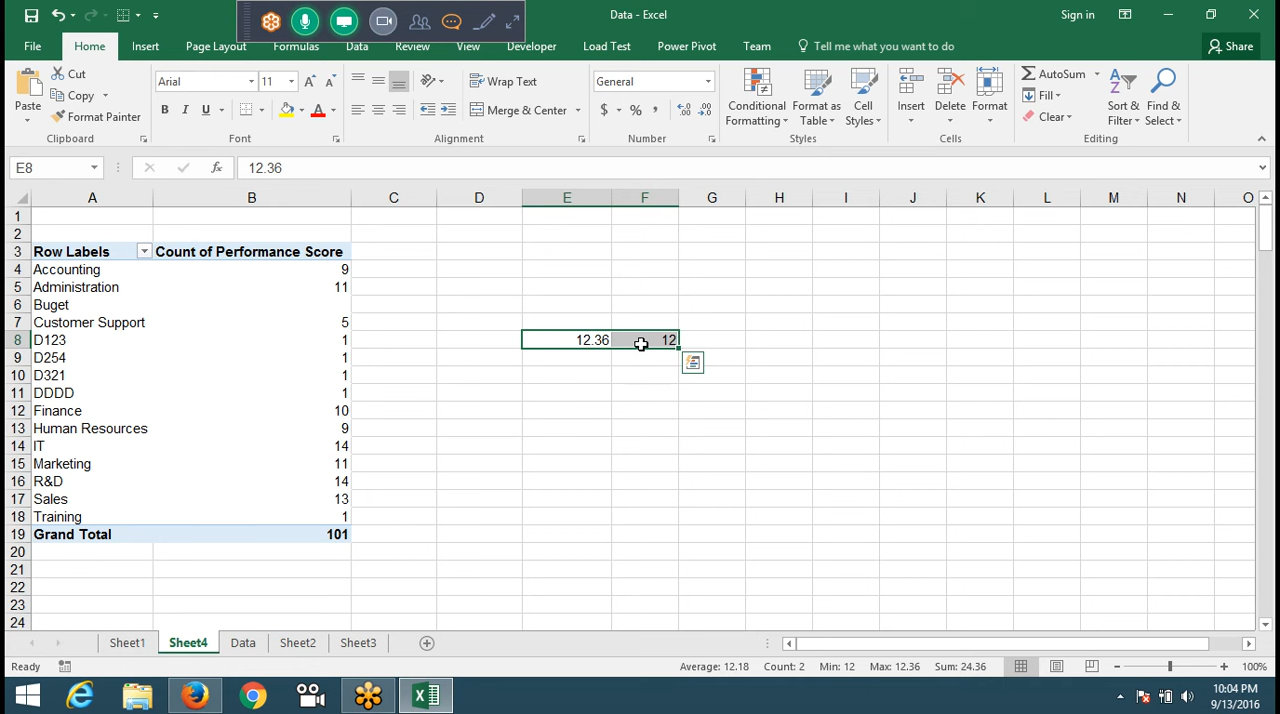 Data - Excel
Sign in
File Home Insert Page Layout Formulas Data Review View Developer Load Test Power Pivot Team Tell me what you want to do Share
Paste
Cut
Copy
Format Painter
Clipboard
Arial 11
B I U
Font
Wrap Text
Merge & Center
Alignment
General
$ % ,
Number
Conditional Formatting
Format as Table
Cell Styles
Styles
Insert Delete Format
Cells
AutoSum
Fill
Clear
Sort & Filter
Find & Select
Editing
E8 fx 12.36
A B C D E F G H I J K L M N O
1
2
3 Row Labels Count of Performance Score
4 Accounting 9
5 Administration 11
6 Buget
7 Customer Support 5
8 D123 1 12.36 12
9 D254 1
10 D321 1
11 DDDD 1
12 Finance 10
13 Human Resources 9
14 IT 14
15 Marketing 11
16 R&D 14
17 Sales 13
18 Training 1
19 Grand Total 101
20
21
22
23
24
Sheet1 Sheet4 Data Sheet2 Sheet3
Ready Average: 12.18 Count: 2 Min: 12 Max: 12.36 Sum: 24.36 100%
10:04 PM
9/13/2016